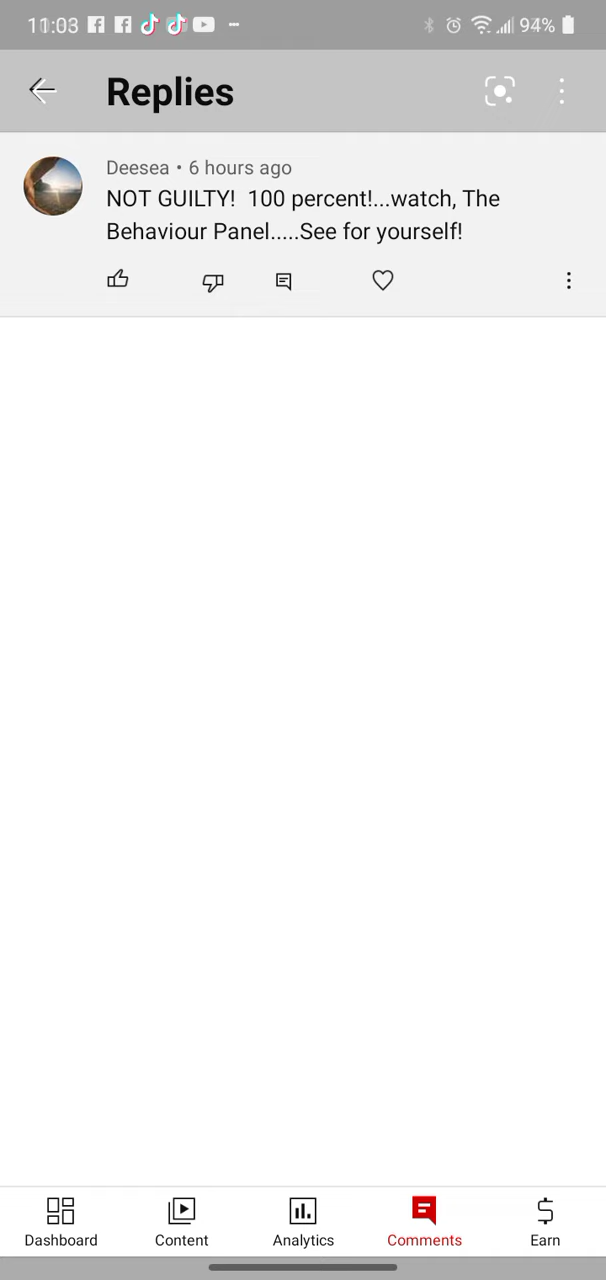 11:03
94%
Replies
Deesea • 6 hours ago
NOT GUILTY!  100 percent!...watch, The
Behaviour Panel.....See for yourself!
Dashboard
Content
Analytics
Comments
Earn